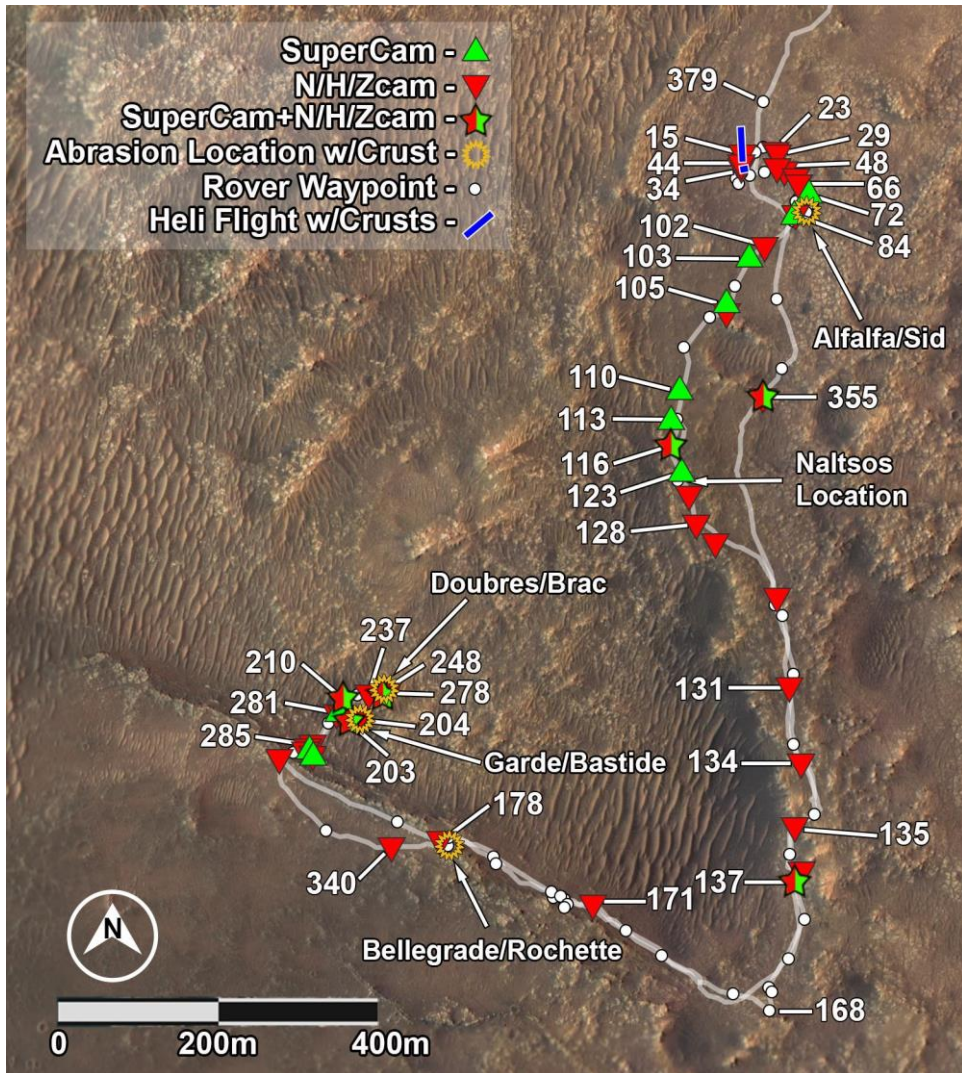 SuperCam -
N/H/Zcam -
SuperCam+N/H/Zcam -
Abrasion Location w/Crust -
Rover Waypoint -
Heli Flight w/Crusts -
379
23
15
29
44
48
34
66
72
102
84
103
105
Alfalfa/Sid
110
355
113
116
Naltsos
Location
123
128
Doubres/Brac
237
210
248
278
131
281
204
285
203
Garde/Bastide
134
178
135
340
137
171
Bellegrade/Rochette
N
168
0
200m
400m